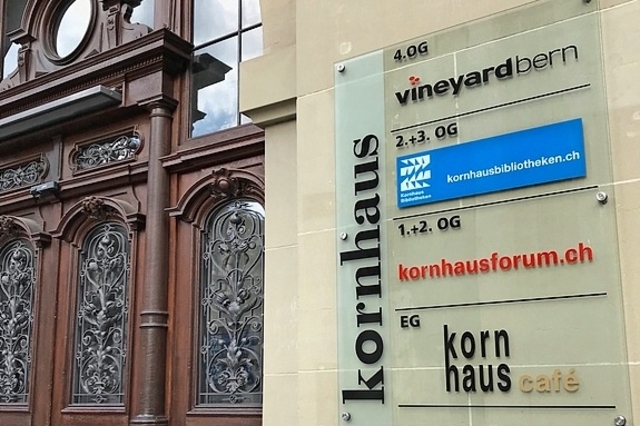 kornhaus
4.OG
vineyardbern
2.+3. OG
Kornhaus
Bibliotheken
kornhausbibliotheken.ch
1.+2. OG
kornhausforum.ch
EG
korn
haus café